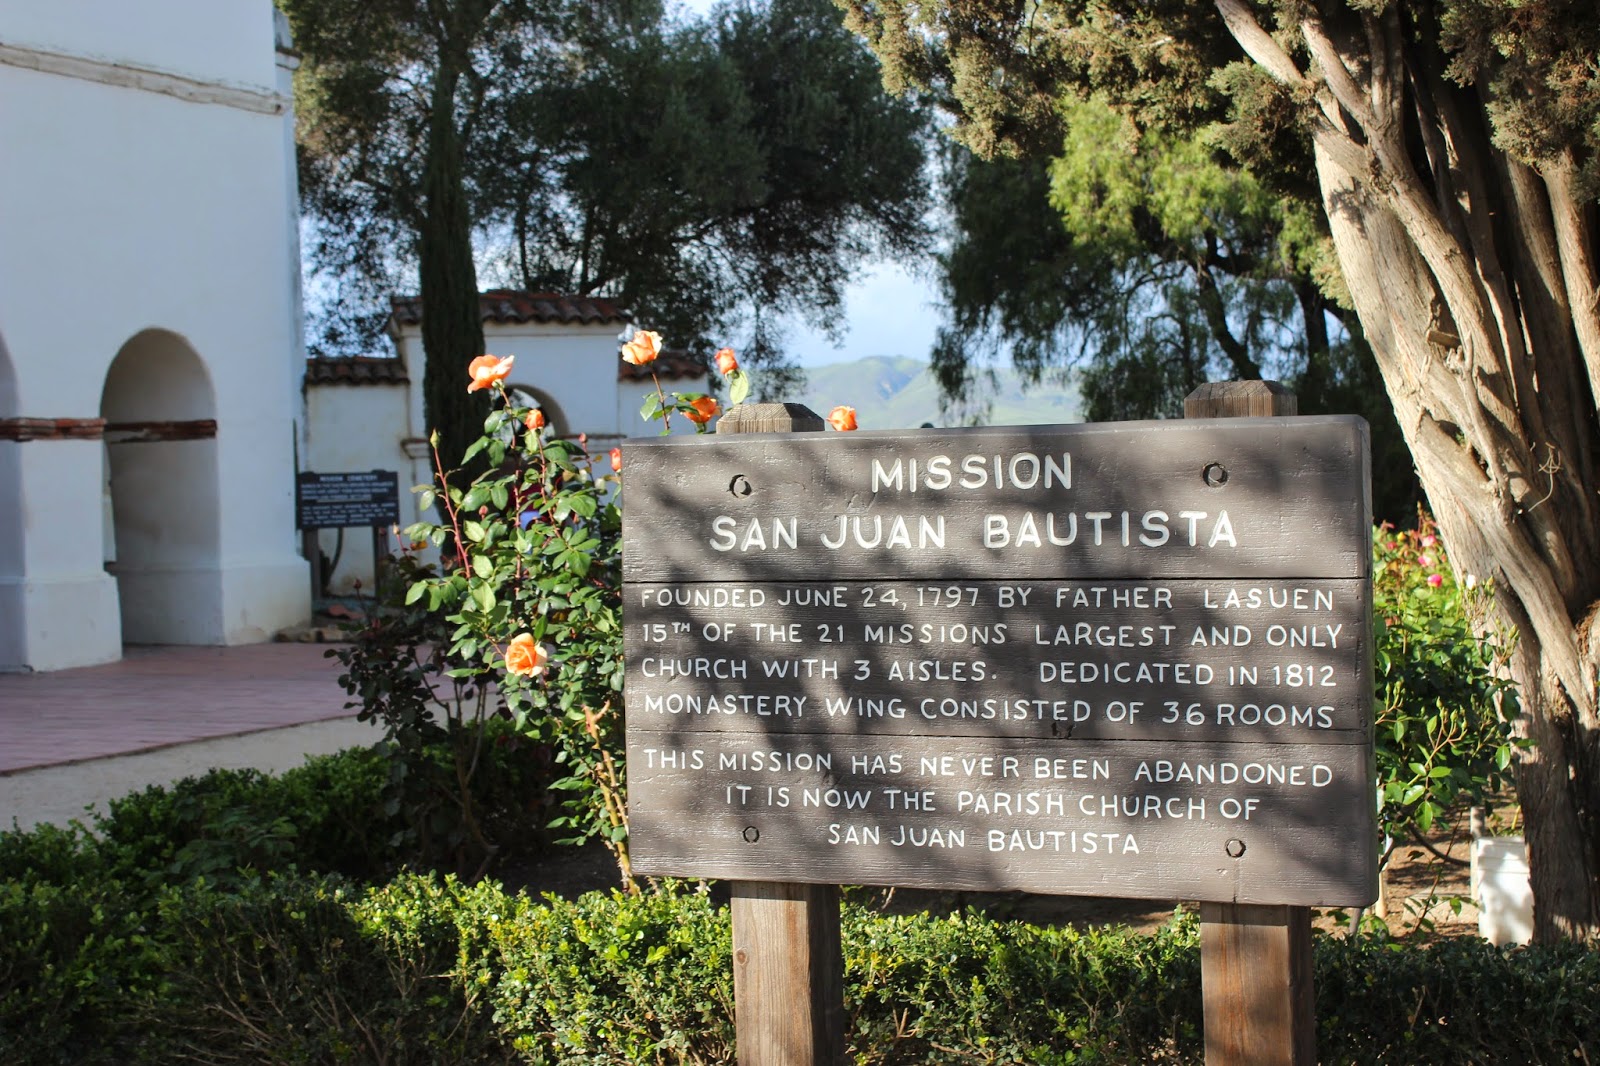 MISSION
SAN JUAN BAUTISTA
FOUNDED JUNE 24, 1797 BY FATHER LASUEN
15TH OF THE 21 MISSIONS LARGEST AND ONLY
CHURCH WITH 3 AISLES. DEDICATED IN 1812
MONASTERY WING CONSISTED OF 36 ROOMS
THIS MISSION HAS NEVER BEEN ABANDONED
IT IS NOW THE PARISH CHURCH OF
SAN JUAN BAUTISTA
MISSION CEMETERY